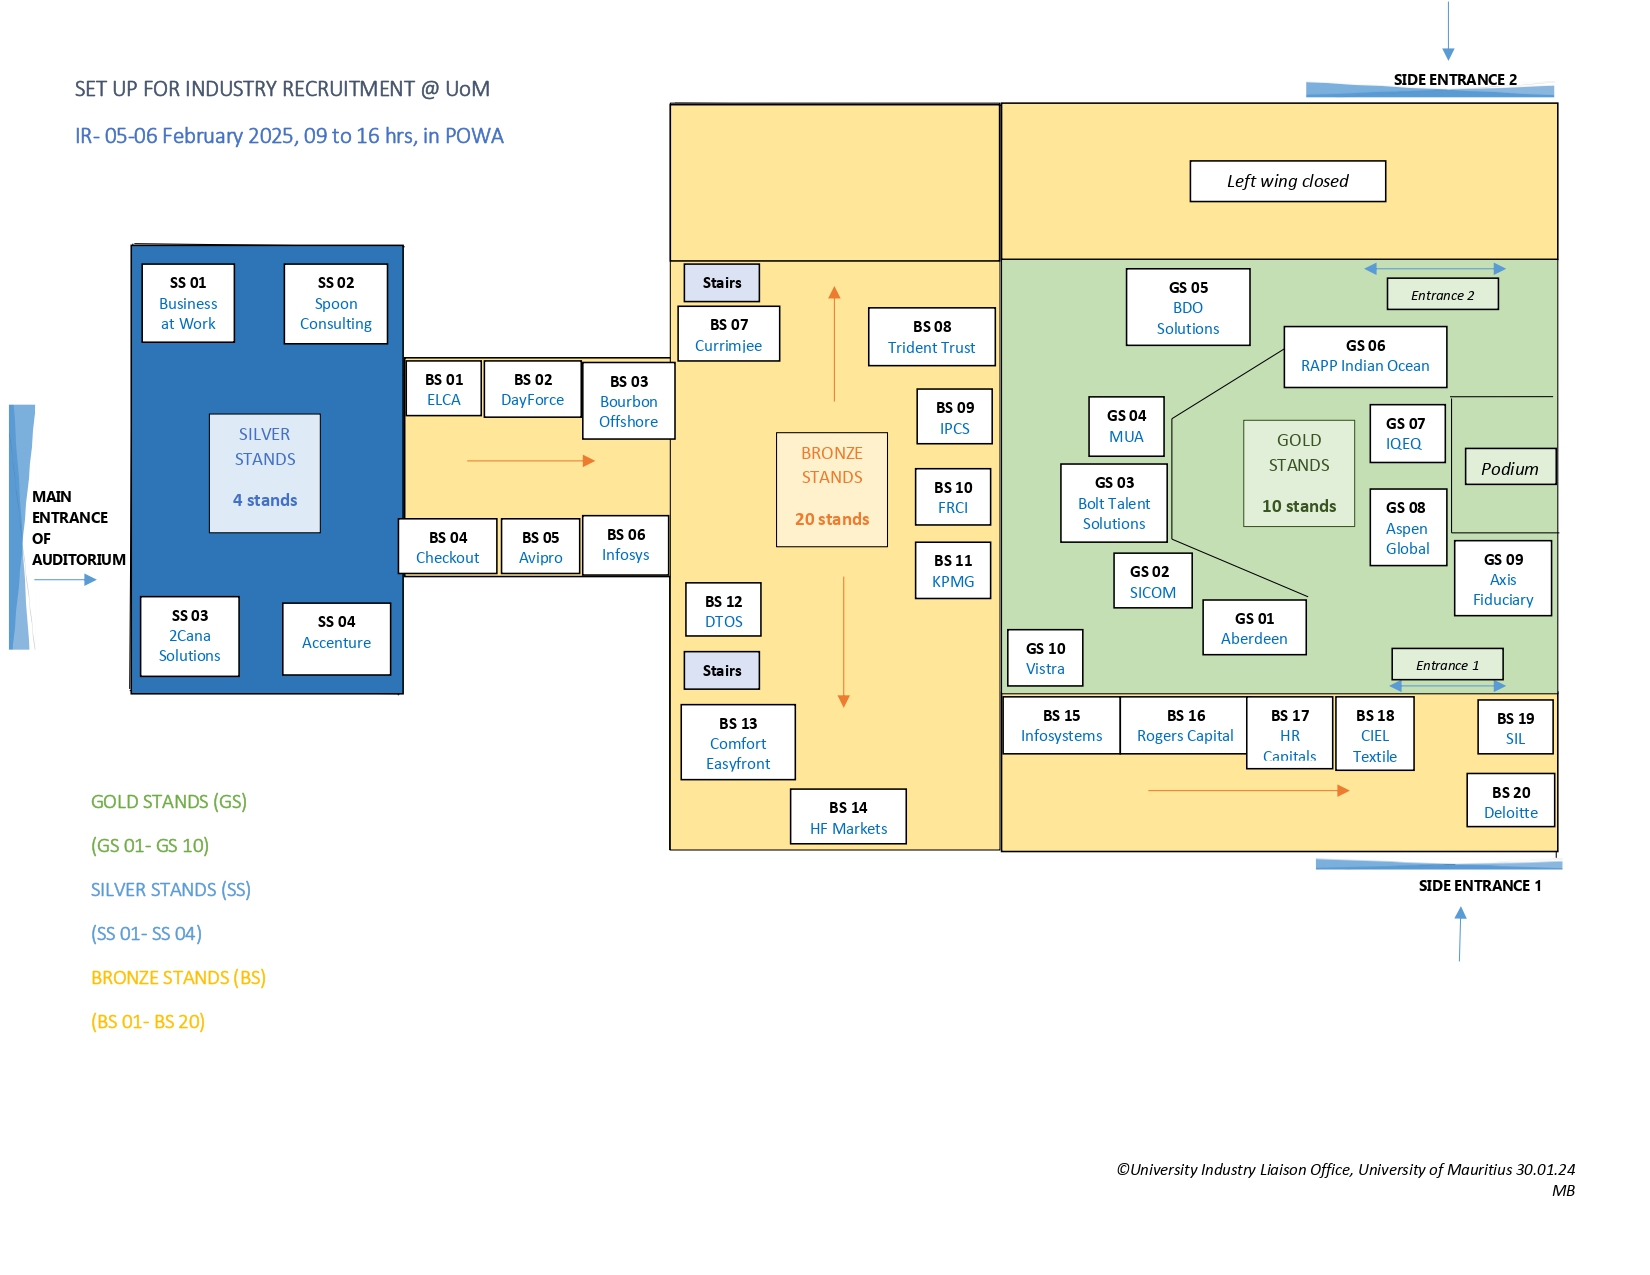 SET UP FOR INDUSTRY RECRUITMENT @ UoM
IR- 05-06 February 2025, 09 to 16 hrs, in POWA
SIDE ENTRANCE 2
Left wing closed
SS 01
Business
at Work
SS 02
Spoon
Consulting
SILVER
STANDS
4 stands
MAIN
ENTRANCE
OF
AUDITORIUM
SS 03
2Cana
Solutions
SS 04
Accenture
BS 01
ELCA
BS 02
DayForce
BS 03
Bourbon
Offshore
BS 04
Checkout
BS 05
Avipro
BS 06
Infosys
Stairs
BS 07
Currimjee
BS 08
Trident Trust
BS 09
IPCS
BRONZE
STANDS
20 stands
BS 10
FRCI
BS 11
KPMG
BS 12
DTOS
Stairs
BS 13
Comfort
Easyfront
BS 14
HF Markets
GS 05
BDO
Solutions
Entrance 2
GS 06
RAPP Indian Ocean
GS 04
MUA
GS 07
IQEQ
GOLD
STANDS
10 stands
Podium
GS 03
Bolt Talent
Solutions
GS 08
Aspen
Global
GS 02
SICOM
GS 09
Axis
Fiduciary
GS 01
Aberdeen
GS 10
Vistra
Entrance 1
BS 15
Infosystems
BS 16
Rogers Capital
BS 17
HR
Capitals
BS 18
CIEL
Textile
BS 19
SIL
BS 20
Deloitte
SIDE ENTRANCE 1
GOLD STANDS (GS)
(GS 01- GS 10)
SILVER STANDS (SS)
(SS 01- SS 04)
BRONZE STANDS (BS)
(BS 01- BS 20)
©University Industry Liaison Office, University of Mauritius 30.01.24
MB